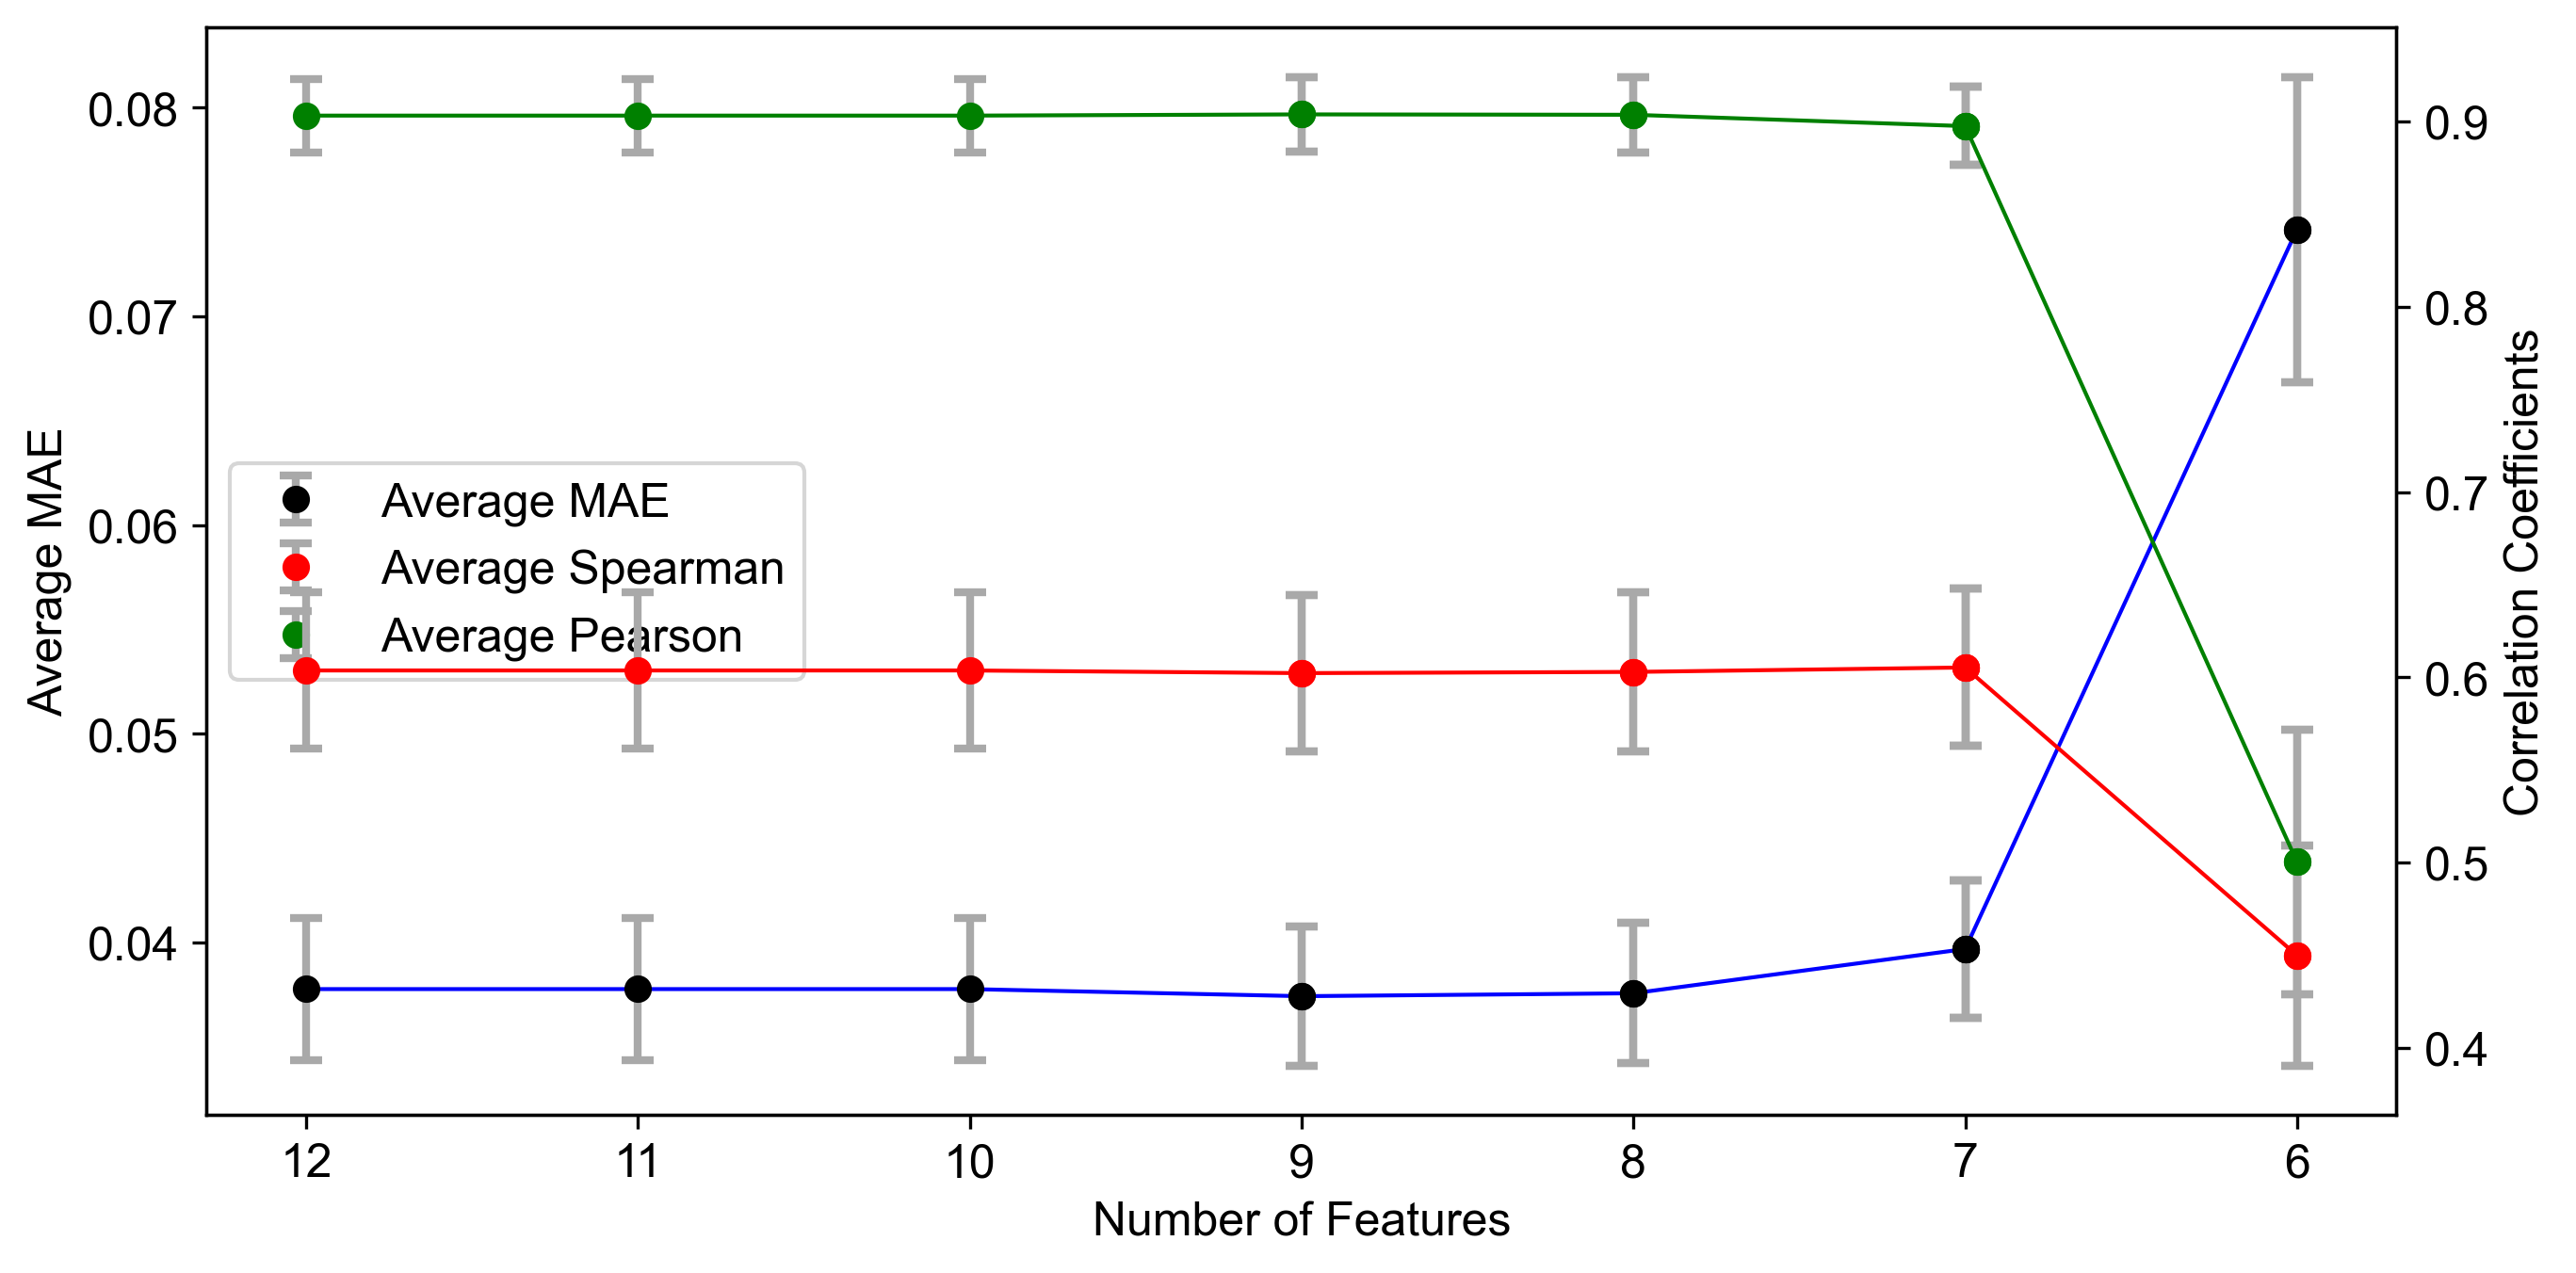 0.08
0.07
0.06
0.05
0.04
Average MAE
Average MAE
Average Spearman
Average Pearson
0.9
0.8
0.7
0.6
0.5
0.4
Correlation Coefficients
12 11 10 9 8 7 6
Number of Features